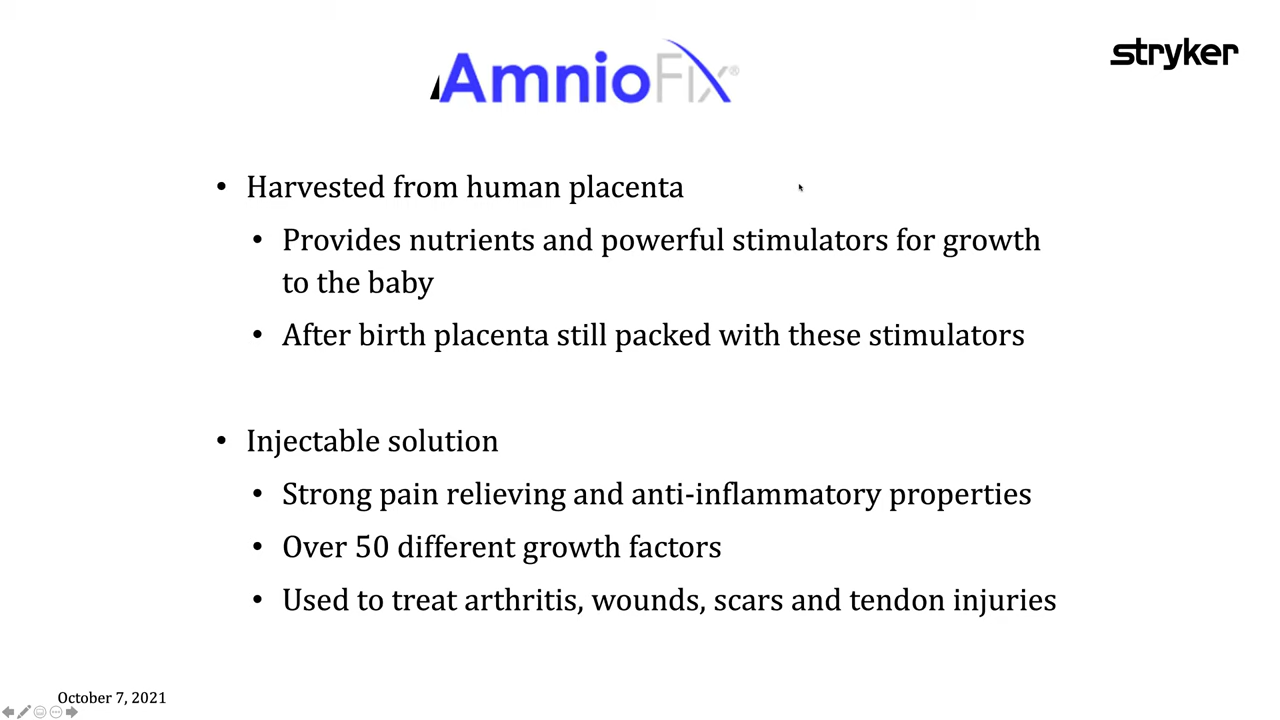 AmnioFix®
stryker
• Harvested from human placenta
• Provides nutrients and powerful stimulators for growth
to the baby
• After birth placenta still packed with these stimulators
• Injectable solution
• Strong pain relieving and anti-inflammatory properties
• Over 50 different growth factors
• Used to treat arthritis, wounds, scars and tendon injuries
October 7, 2021